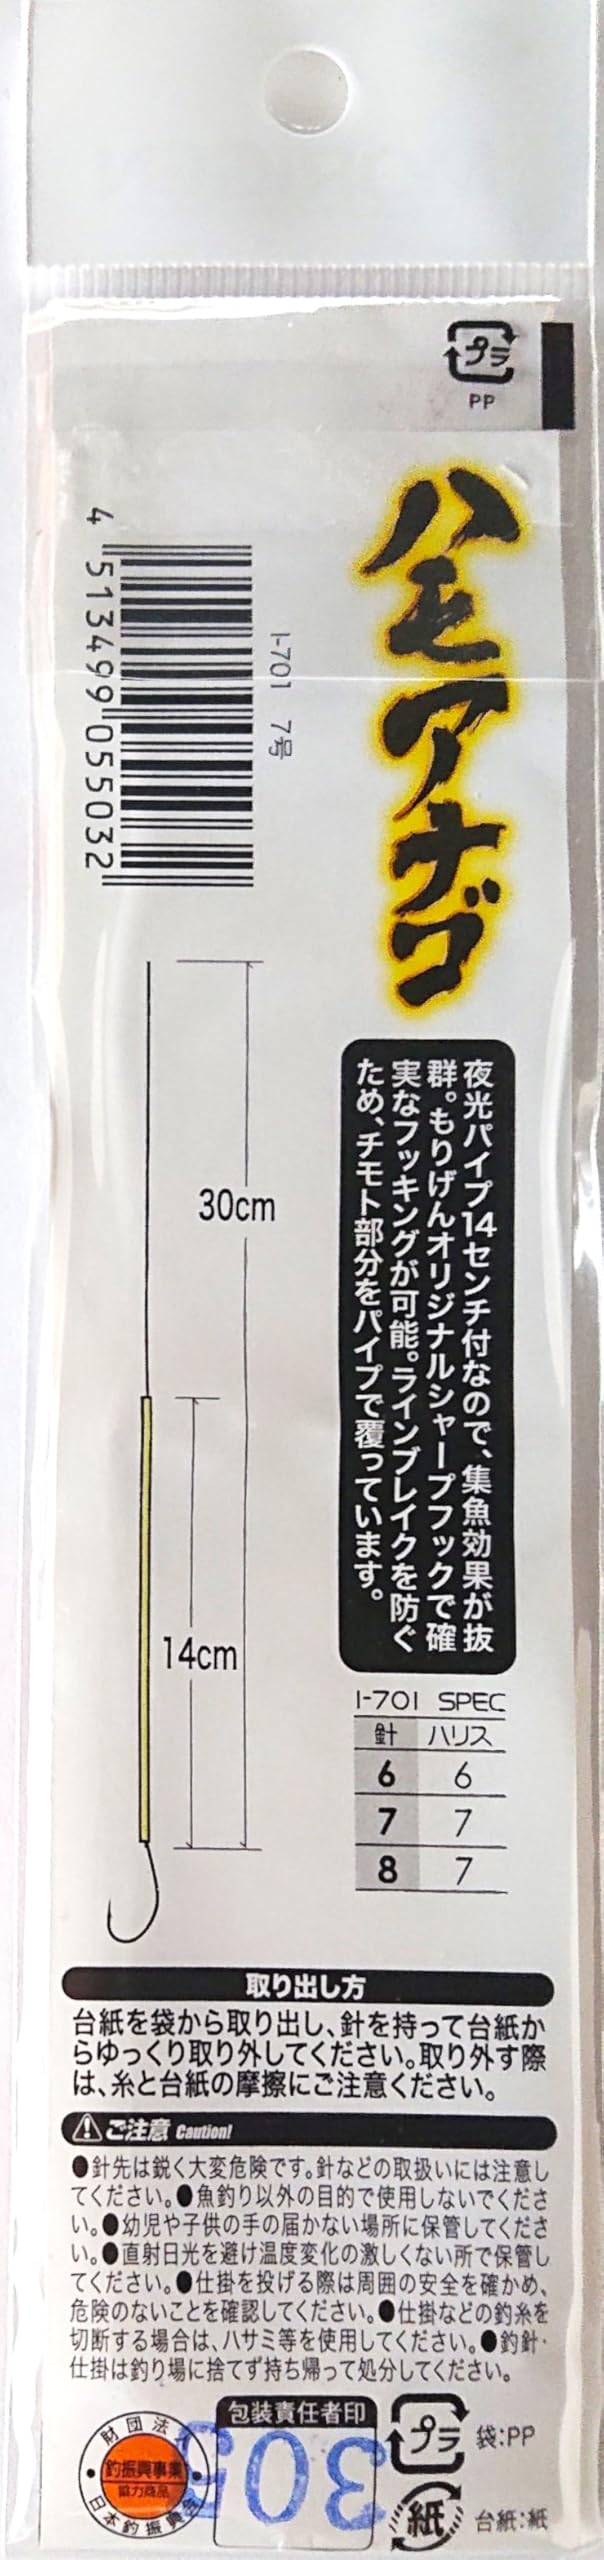 プラ
PP
ハモアナゴ
I-701 7号
4 513499 055032
夜光パイプ14センチ付なので、集魚効果が抜
群。もりげんオリジナルシャープフックで確
実なフッキングが可能。ラインブレイクを防ぐ
ため、チモト部分をパイプで覆っています。
30cm
14cm
I-701 SPEC
針 ハリス
6 6
7 7
8 7
取り出し方
台紙を袋から取り出し、針を持って台紙か
らゆっくり取り外してください。取り外す際
は、糸と台紙の摩擦にご注意ください。
ご注意 Caution!
●針先は鋭く大変危険です。針などの取扱いには注意し
てください。●魚釣り以外の目的で使用しないでくださ
い。●幼児や子供の手の届かない場所に保管してくださ
い。●直射日光を避け温度変化の激しくない所で保管し
てください。●仕掛を投げる際は周囲の安全を確かめ、
危険のないことを確認してください。●仕掛などの釣糸を
切断する場合は、ハサミ等を使用してください。●釣針・
仕掛は釣り場に捨てず持ち帰って処分してください。
財団法人
釣振興事業
協力商品
日本釣振興会
包装責任者印
305
プラ
袋:PP
紙
台紙:紙